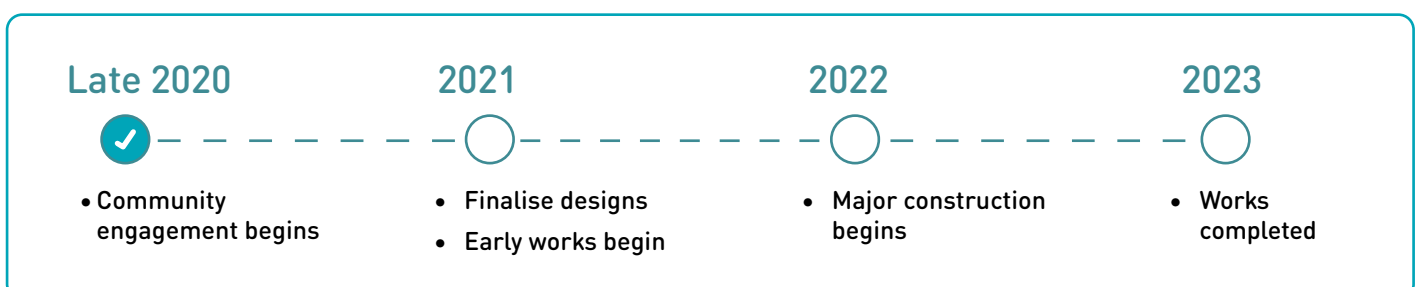 Late 2020
• Community
engagement begins
2021
• Finalise designs
• Early works begin
2022
• Major construction
begins
2023
• Works
completed